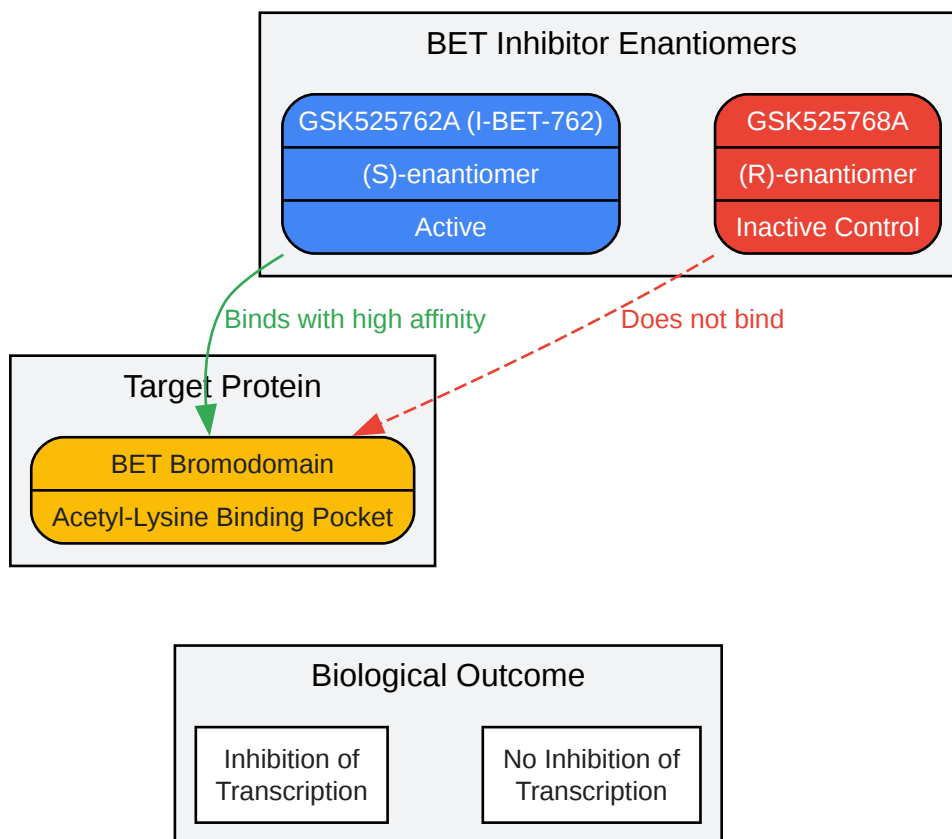 BET Inhibitor Enantiomers
GSK525762A (I-BET-762)
(S)-enantiomer
Active
GSK525768A
(R)-enantiomer
Inactive Control
Binds with high affinity
Does not bind
Target Protein
BET Bromodomain
Acetyl-Lysine Binding Pocket
Biological Outcome
Inhibition of
Transcription
No Inhibition of
Transcription